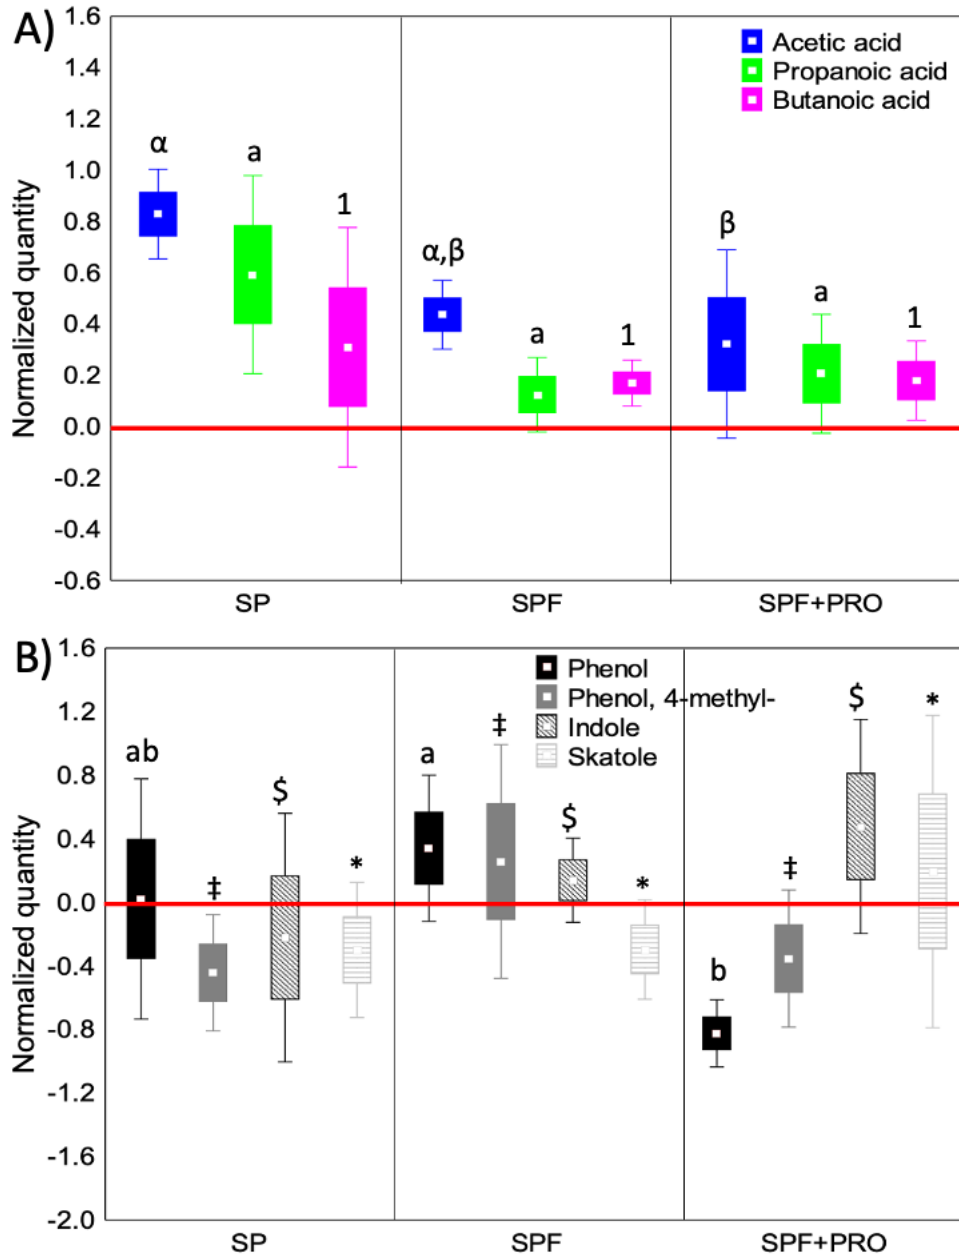 A)
Normalized quantity
1.6
1.4
1.2
1.0
0.8
0.6
0.4
0.2
0.0
-0.2
-0.4
-0.6
Acetic acid
Propanoic acid
Butanoic acid
α
a
1
α,β
a
1
β
a
1
SP SPF SPF+PRO
B)
Normalized quantity
1.6
1.2
0.8
0.4
0.0
-0.4
-0.8
-1.2
-1.6
-2.0
Phenol
Phenol, 4-methyl-
Indole
Skatole
ab
‡
$
*
a
‡
$
*
b
‡
$
*
SP SPF SPF+PRO